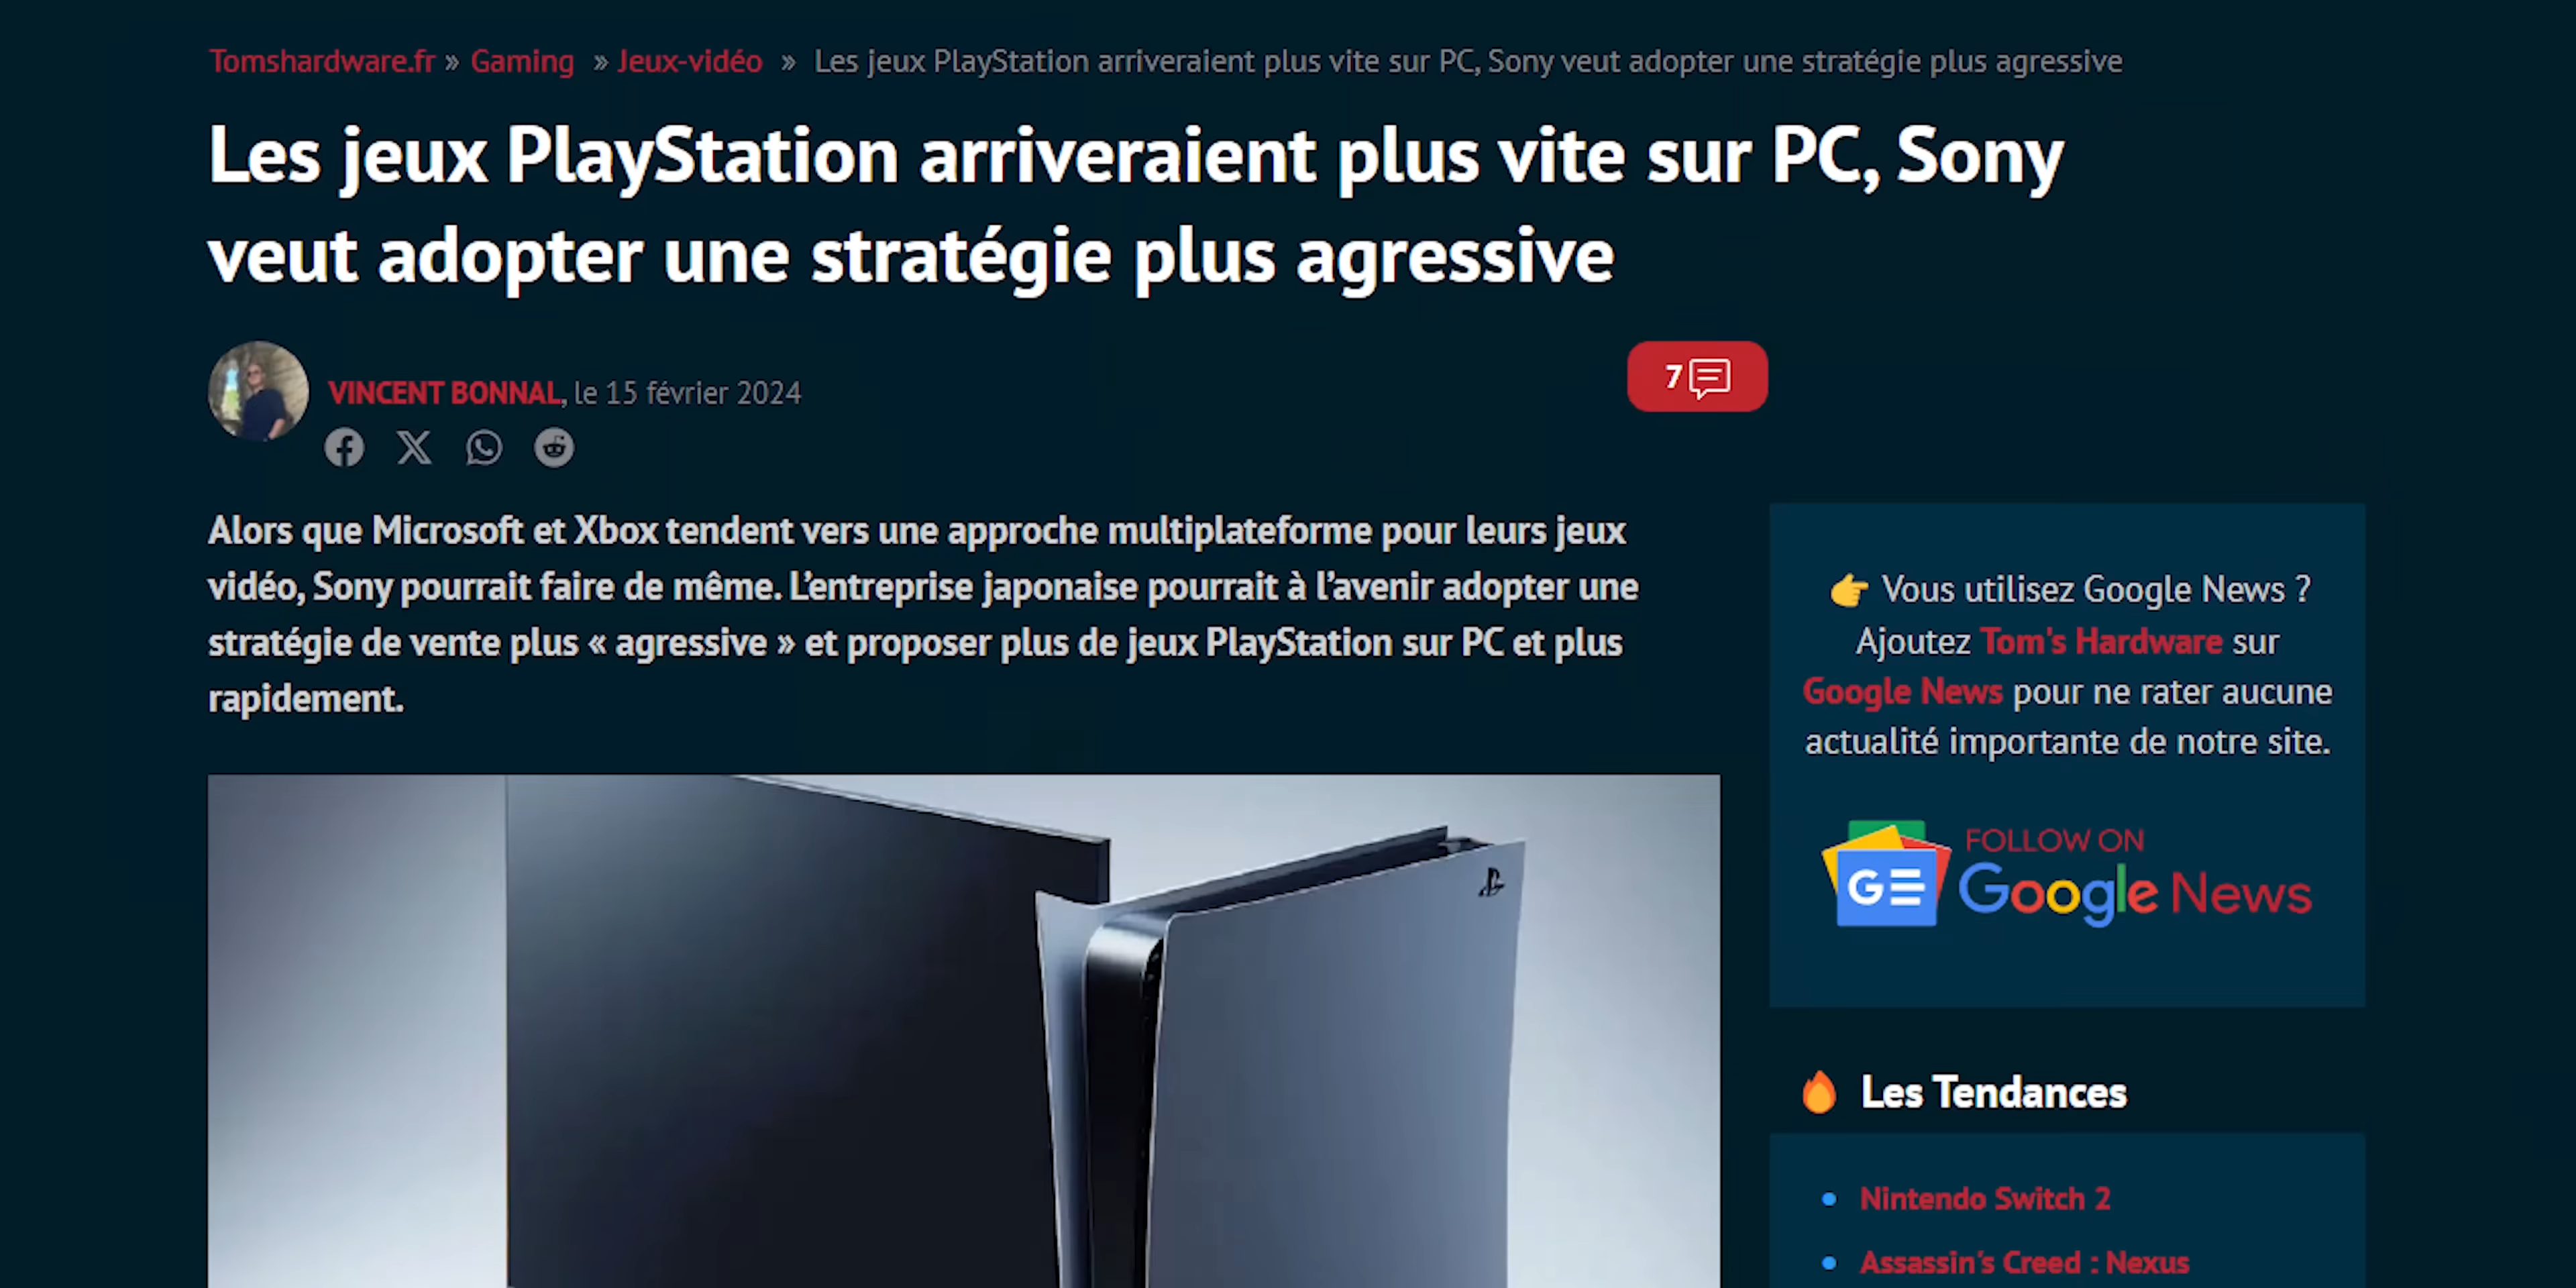 Tomshardware.fr » Gaming » Jeux-vidéo » Les jeux PlayStation arriveraient plus vite sur PC, Sony veut adopter une stratégie plus agressive
Les jeux PlayStation arriveraient plus vite sur PC, Sony
veut adopter une stratégie plus agressive
VINCENT BONNAL, le 15 février 2024
7
Alors que Microsoft et Xbox tendent vers une approche multiplateforme pour leurs jeux
vidéo, Sony pourrait faire de même. L’entreprise japonaise pourrait à l’avenir adopter une
stratégie de vente plus « agressive » et proposer plus de jeux PlayStation sur PC et plus
rapidement.
👉 Vous utilisez Google News ?
Ajoutez Tom's Hardware sur
Google News pour ne rater aucune
actualité importante de notre site.
FOLLOW ON
Google News
🔥 Les Tendances
• Nintendo Switch 2
• Assassin's Creed : Nexus